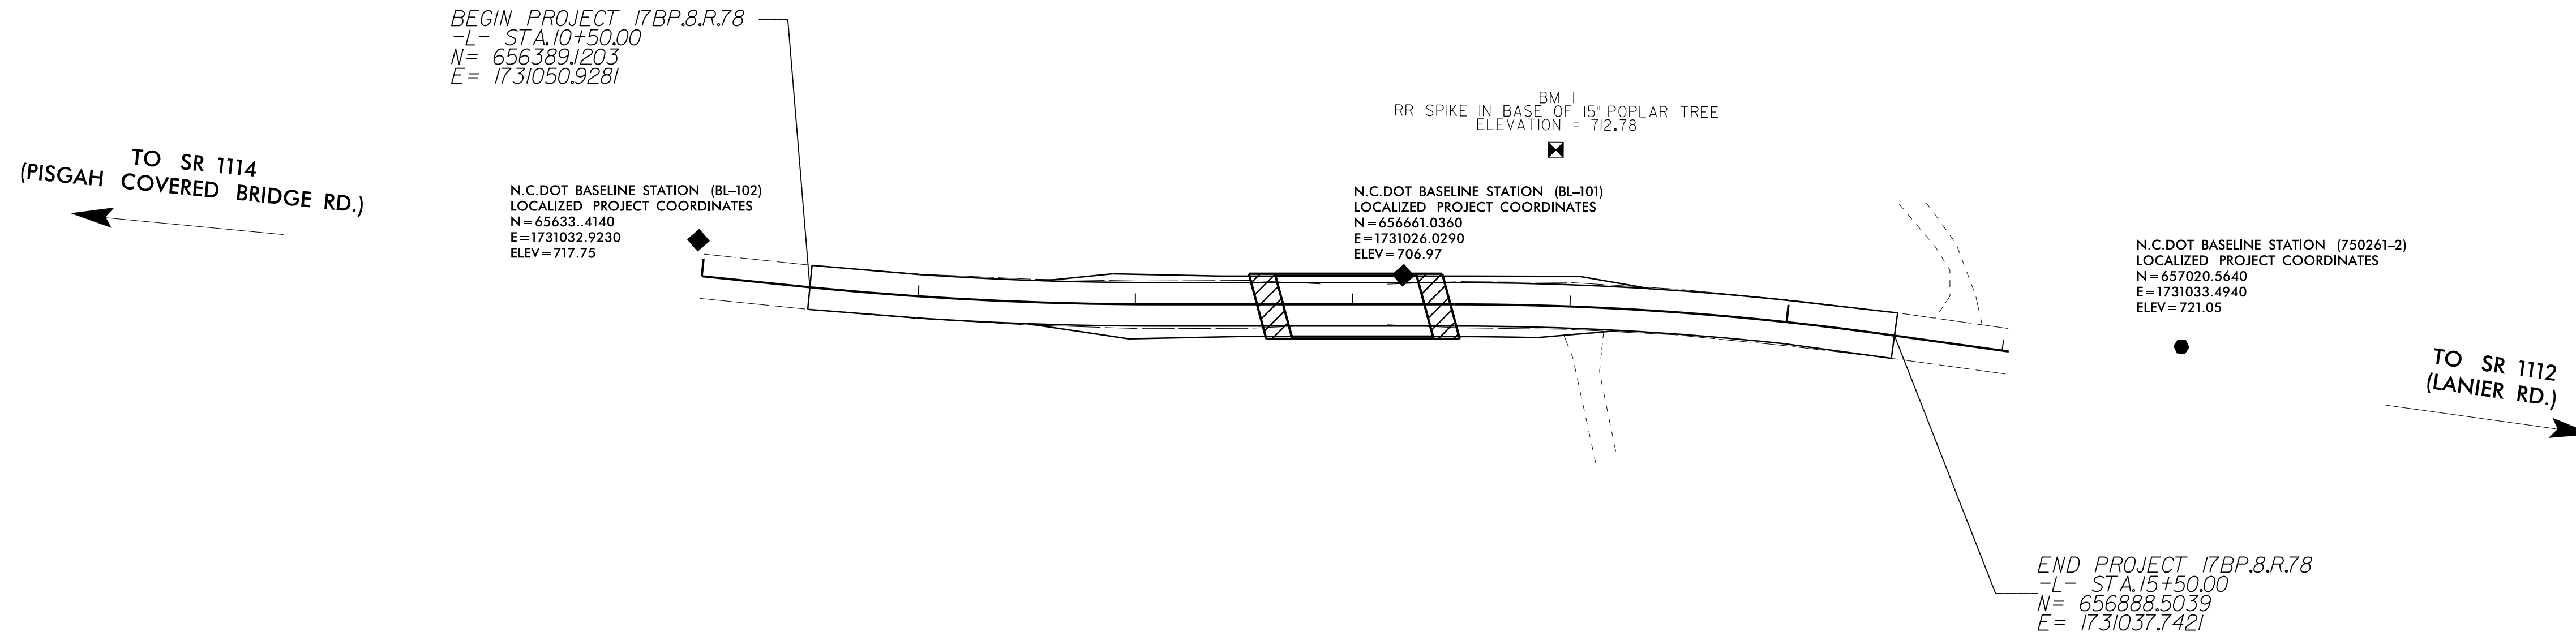 BEGIN PROJECT 17BP.8.R.78
-L- STA.10+50.00
N= 656389.1203
E= 1731050.9281
BM 1
RR SPIKE IN BASE OF 15" POPLAR TREE
ELEVATION = 712.78
TO SR 1114
(PISGAH COVERED BRIDGE RD.)
N.C.DOT BASELINE STATION (BL–102)
LOCALIZED PROJECT COORDINATES
N=65633..4140
E=1731032.9230
ELEV=717.75
N.C.DOT BASELINE STATION (BL–101)
LOCALIZED PROJECT COORDINATES
N=656661.0360
E=1731026.0290
ELEV=706.97
N.C.DOT BASELINE STATION (750261–2)
LOCALIZED PROJECT COORDINATES
N=657020.5640
E=1731033.4940
ELEV=721.05
TO SR 1112
(LANIER RD.)
END PROJECT 17BP.8.R.78
-L- STA.15+50.00
N= 656888.5039
E= 1731037.7421